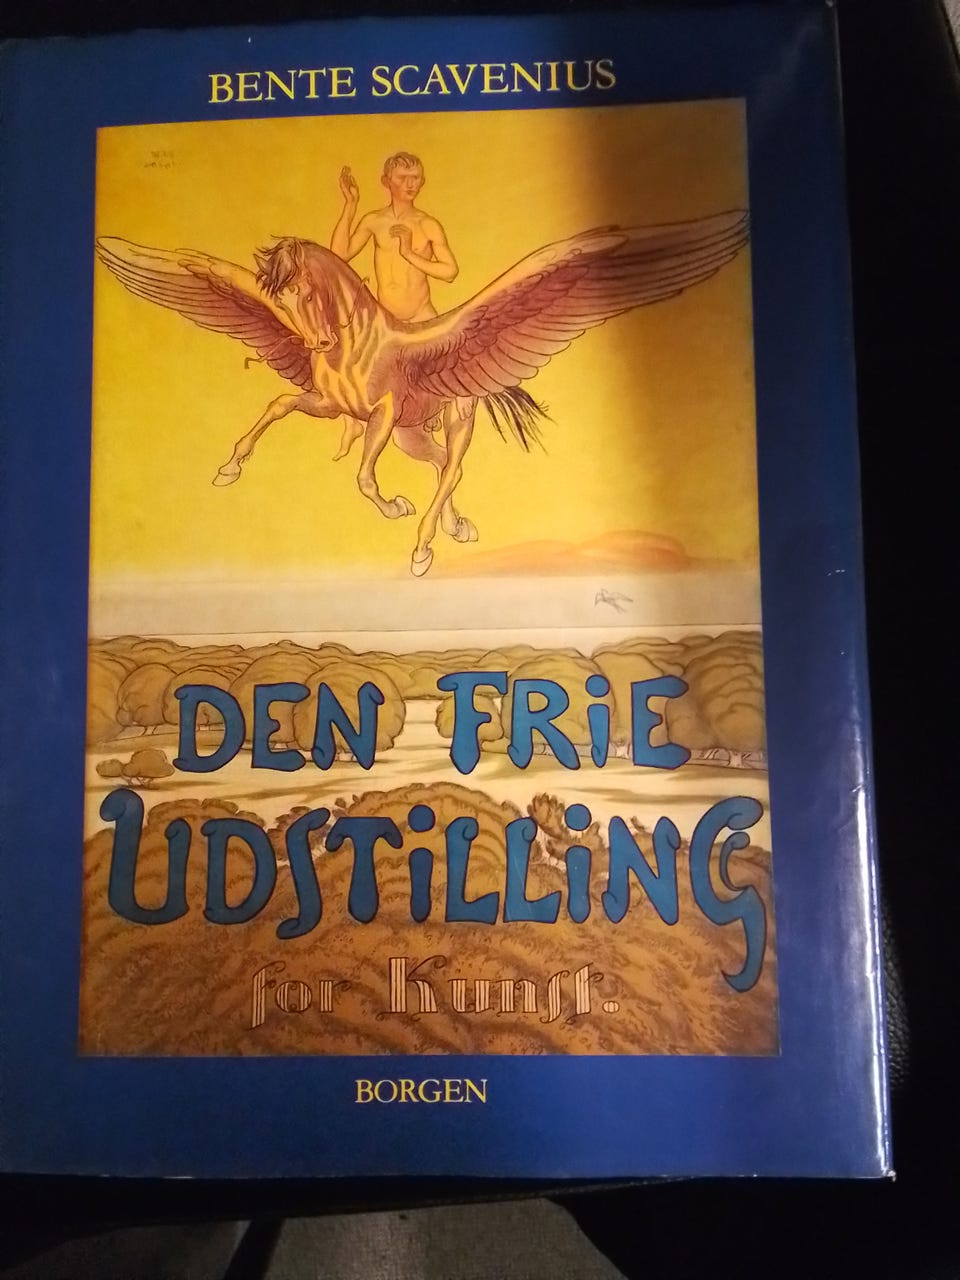 BENTE SCAVENIUS
DEN FRiE
UDSTiLLiNG
for Kunst.
BORGEN